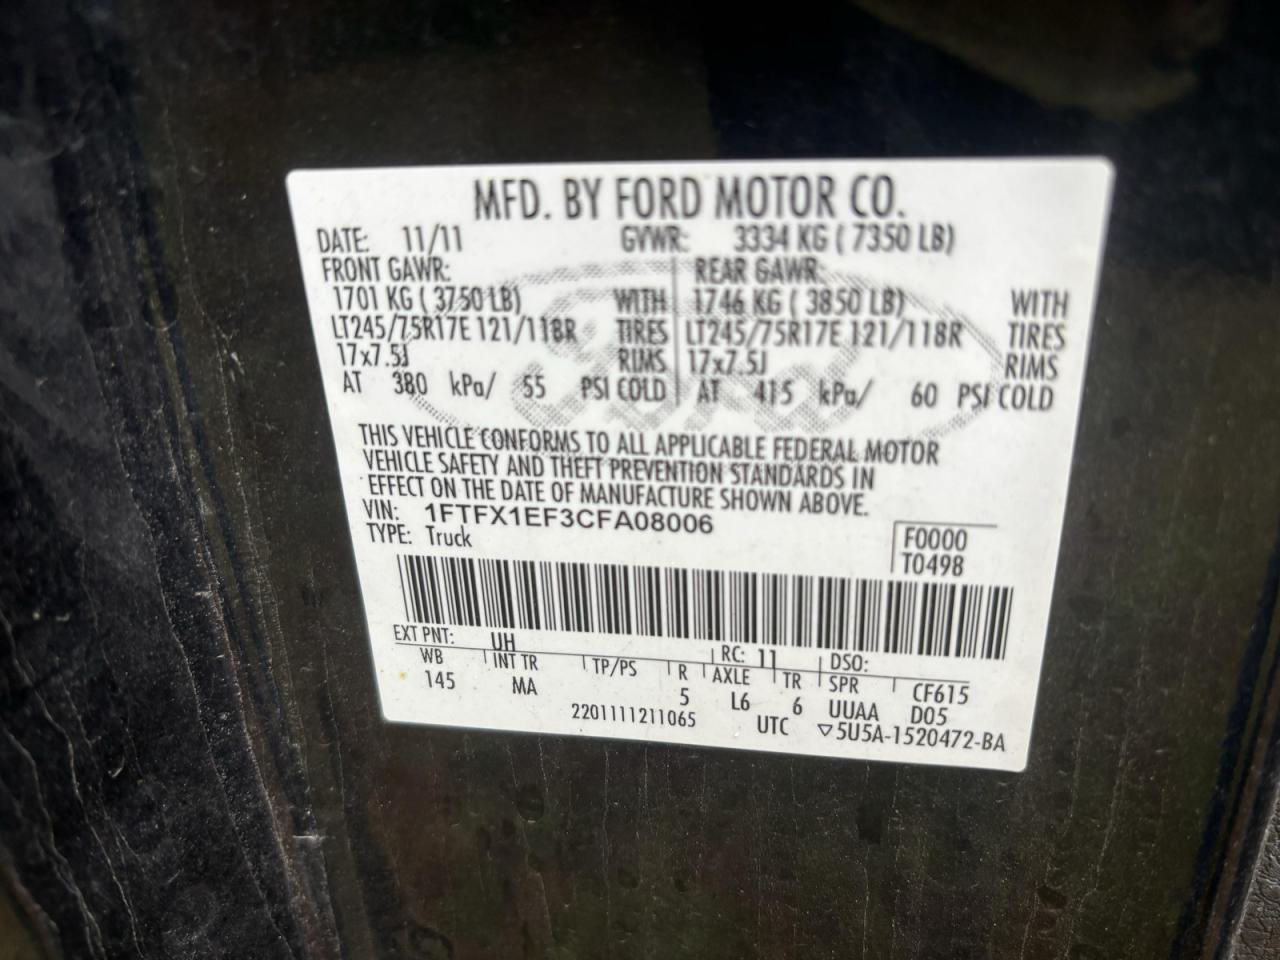 MFD. BY FORD MOTOR CO.
DATE: 11/11 GVWR: 3334 KG ( 7350 LB)
FRONT GAWR: REAR GAWR:
1701 KG ( 3750 LB) WITH 1746 KG ( 3850 LB) WITH
LT245/75R17E 121/118R TIRES LT245/75R17E 121/118R TIRES
17x7.5J RIMS 17x7.5J RIMS
AT 380 kPa/ 55 PSI COLD AT 415 kPa/ 60 PSI COLD
Ford
THIS VEHICLE CONFORMS TO ALL APPLICABLE FEDERAL MOTOR
VEHICLE SAFETY AND THEFT PREVENTION STANDARDS IN
EFFECT ON THE DATE OF MANUFACTURE SHOWN ABOVE.
VIN: 1FTFX1EF3CFA08006
TYPE: Truck
F0000
T0498
EXT PNT: UH RC: 11 DSO:
WB INT TR TP/PS R AXLE TR SPR CF615
145 MA 5 L6 6 UUAA D05
2201111211065 UTC ▽5U5A-1520472-BA